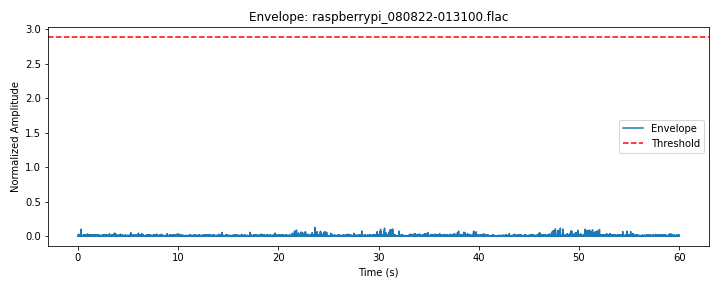 Envelope: raspberrypi_080822-013100.flac
3.0
2.5
2.0
1.5
1.0
0.5
0.0
Normalized Amplitude
Envelope
Threshold
0 10 20 30 40 50 60
Time (s)